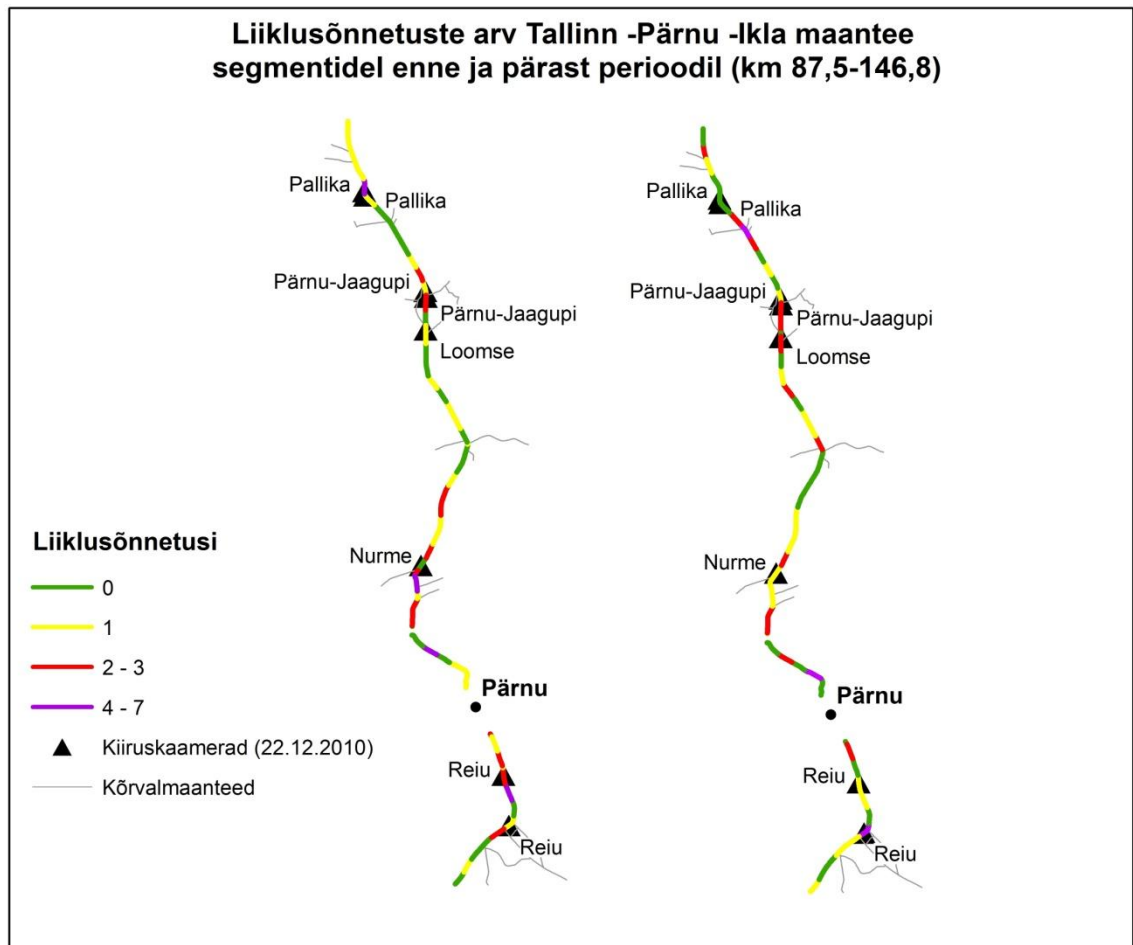 Liiklusõnnetuste arv Tallinn -Pärnu -Ikla maantee
segmentidel enne ja pärast perioodil (km 87,5-146,8)
Pallika
Pallika
Pärnu-Jaagupi
Pärnu-Jaagupi
Loomse
Nurme
Pärnu
Reiu
Reiu
Pallika
Pallika
Pärnu-Jaagupi
Pärnu-Jaagupi
Loomse
Nurme
Pärnu
Reiu
Reiu
Liiklusõnnetusi
0
1
2 - 3
4 - 7
Kiiruskaamerad (22.12.2010)
Kõrvalmaanteed